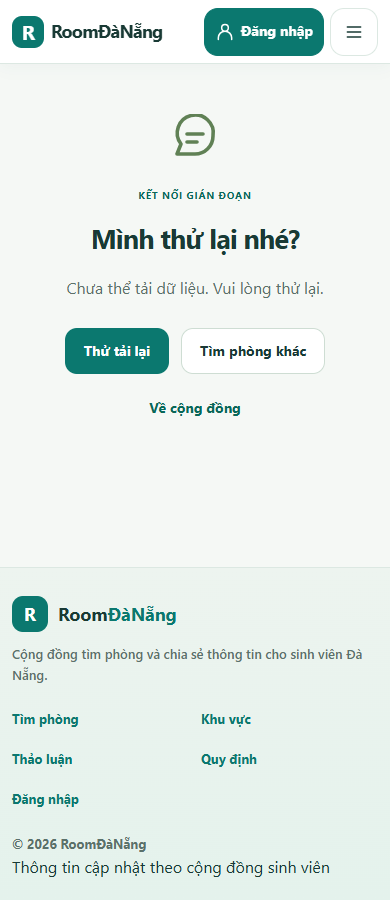 R RoomĐàNẵng Đăng nhập
KẾT NỐI GIÁN ĐOẠN
Mình thử lại nhé?
Chưa thể tải dữ liệu. Vui lòng thử lại.
Thử tải lại Tìm phòng khác
Về cộng đồng
R RoomĐàNẵng
Cộng đồng tìm phòng và chia sẻ thông tin cho sinh viên Đà
Nẵng.
Tìm phòng Khu vực
Thảo luận Quy định
Đăng nhập
© 2026 RoomĐàNẵng
Thông tin cập nhật theo cộng đồng sinh viên